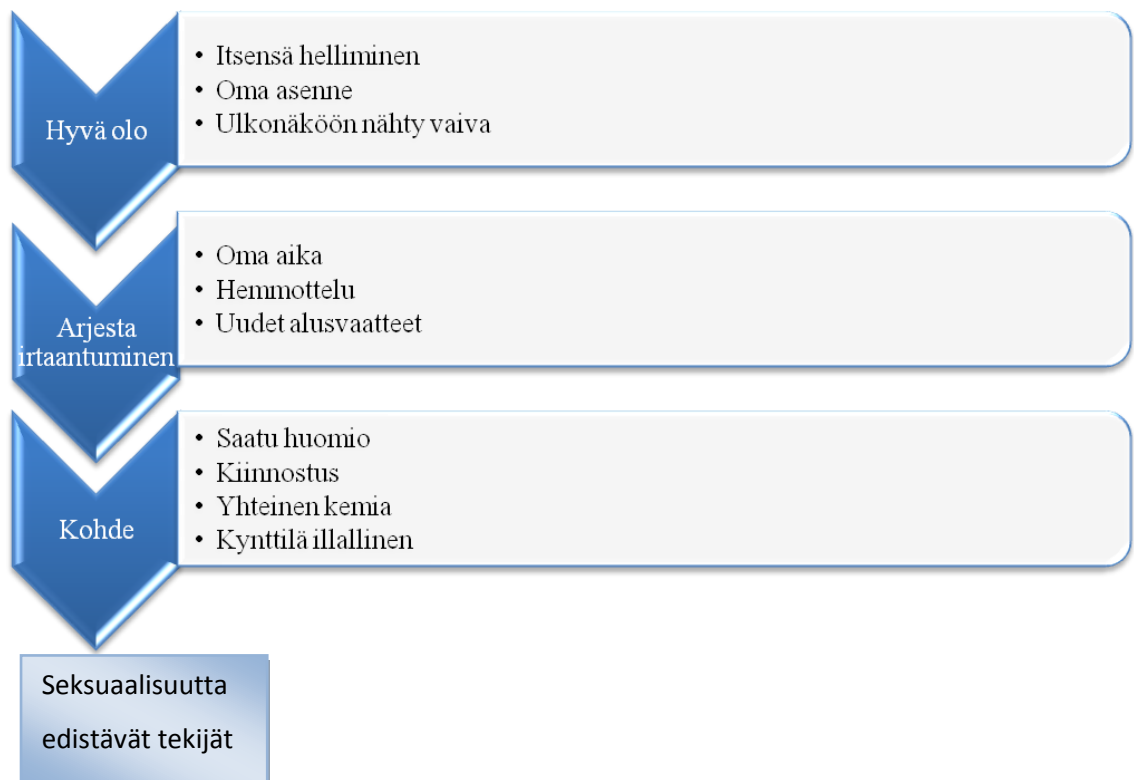 Hyvä olo
• Itsensä helliminen
• Oma asenne
• Ulkonäköön nähty vaiva
Arjesta
irtaantuminen
• Oma aika
• Hemmottelu
• Uudet alusvaatteet
Kohde
• Saatu huomio
• Kiinnostus
• Yhteinen kemia
• Kynttilä illallinen
Seksuaalisuutta
edistävät tekijät